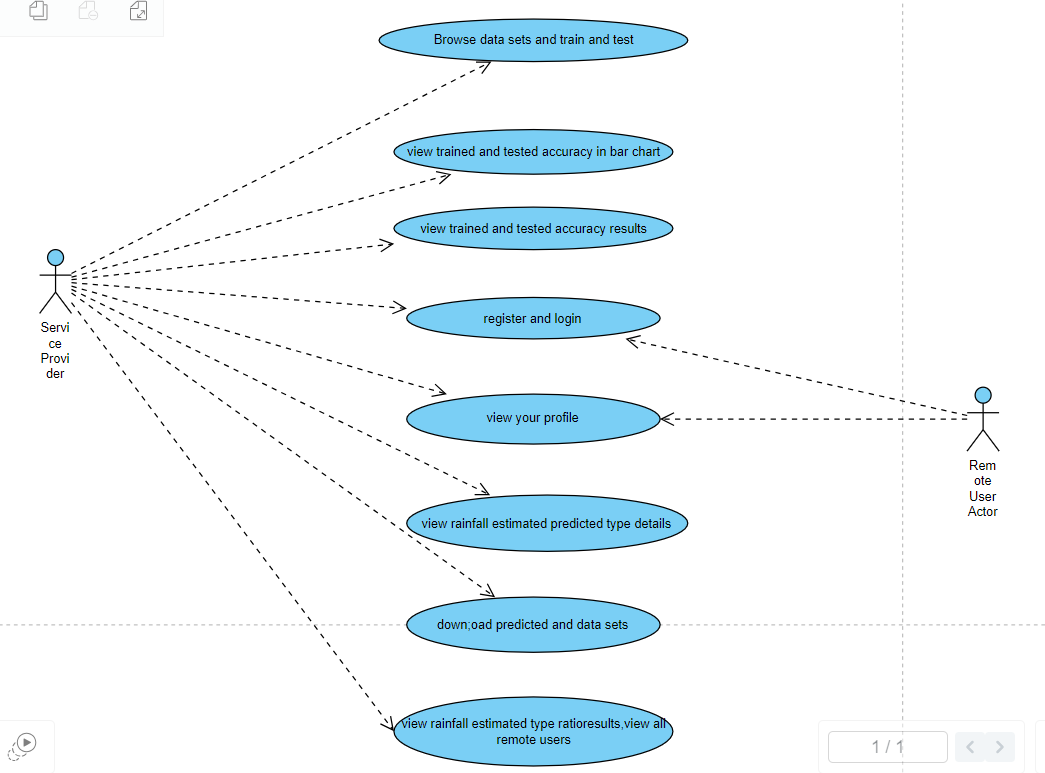 Browse data sets and train and test
view trained and tested accuracy in bar chart
view trained and tested accuracy results
Servi
ce
Provi
der
register and login
view your profile
Rem
ote
User
Actor
view rainfall estimated predicted type details
down;oad predicted and data sets
view rainfall estimated type ratioresults,view all
remote users
1 / 1